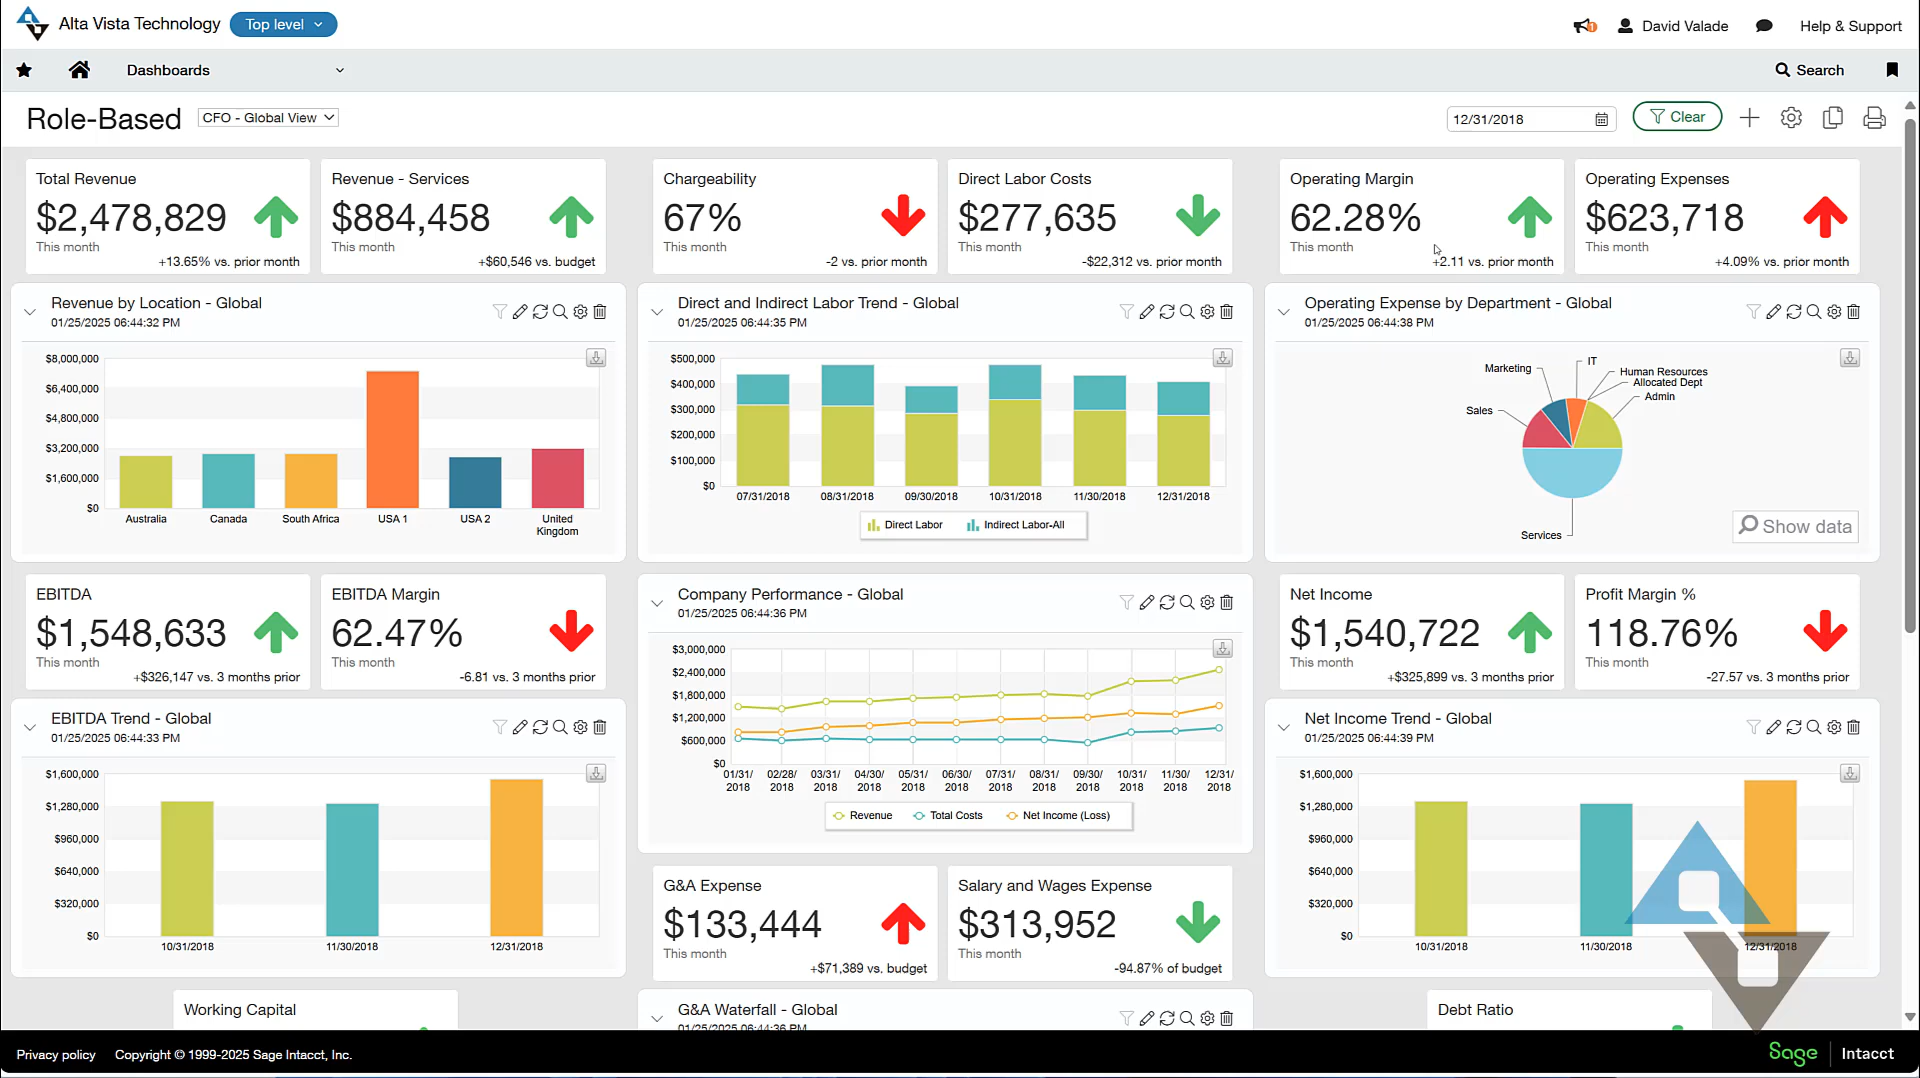 Alta Vista Technology
Top level
1
David Valade
Help & Support
Dashboards
Search
Role-Based
CFO - Global View
12/31/2018
Clear
Total Revenue
$2,478,829
This month
+13.65% vs. prior month
Revenue - Services
$884,458
This month
+$60,546 vs. budget
Chargeability
67%
This month
-2 vs. prior month
Direct Labor Costs
$277,635
This month
-$22,312 vs. prior month
Operating Margin
62.28%
This month
+2.11 vs. prior month
Operating Expenses
$623,718
This month
+4.09% vs. prior month
Revenue by Location - Global
01/25/2025 06:44:32 PM
$8,000,000
$6,400,000
$4,800,000
$3,200,000
$1,600,000
$0
Australia
Canada
South Africa
USA 1
USA 2
United
Kingdom
Direct and Indirect Labor Trend - Global
01/25/2025 06:44:35 PM
$500,000
$400,000
$300,000
$200,000
$100,000
$0
07/31/2018
08/31/2018
09/30/2018
10/31/2018
11/30/2018
12/31/2018
Direct Labor
Indirect Labor-All
Operating Expense by Department - Global
01/25/2025 06:44:38 PM
IT
Marketing
Human Resources
Allocated Dept
Admin
Sales
Services
Show data
EBITDA
$1,548,633
This month
+$326,147 vs. 3 months prior
EBITDA Margin
62.47%
This month
-6.81 vs. 3 months prior
Company Performance - Global
01/25/2025 06:44:36 PM
$3,000,000
$2,400,000
$1,800,000
$1,200,000
$600,000
$0
01/31/
2018
02/28/
2018
03/31/
2018
04/30/
2018
05/31/
2018
06/30/
2018
07/31/
2018
08/31/
2018
09/30/
2018
10/31/
2018
11/30/
2018
12/31/
2018
Revenue
Total Costs
Net Income (Loss)
Net Income
$1,540,722
This month
+$325,899 vs. 3 months prior
Profit Margin %
118.76%
This month
-27.57 vs. 3 months prior
EBITDA Trend - Global
01/25/2025 06:44:33 PM
$1,600,000
$1,280,000
$960,000
$640,000
$320,000
$0
10/31/2018
11/30/2018
12/31/2018
G&A Expense
$133,444
This month
+$71,389 vs. budget
Salary and Wages Expense
$313,952
This month
-94.87% of budget
Net Income Trend - Global
01/25/2025 06:44:39 PM
$1,600,000
$1,280,000
$960,000
$640,000
$320,000
$0
10/31/2018
11/30/2018
12/31/2018
Working Capital
G&A Waterfall - Global
01/25/2025 06:44:36 PM
Debt Ratio
Privacy policy
Copyright © 1999-2025 Sage Intacct, Inc.
Sage
Intacct